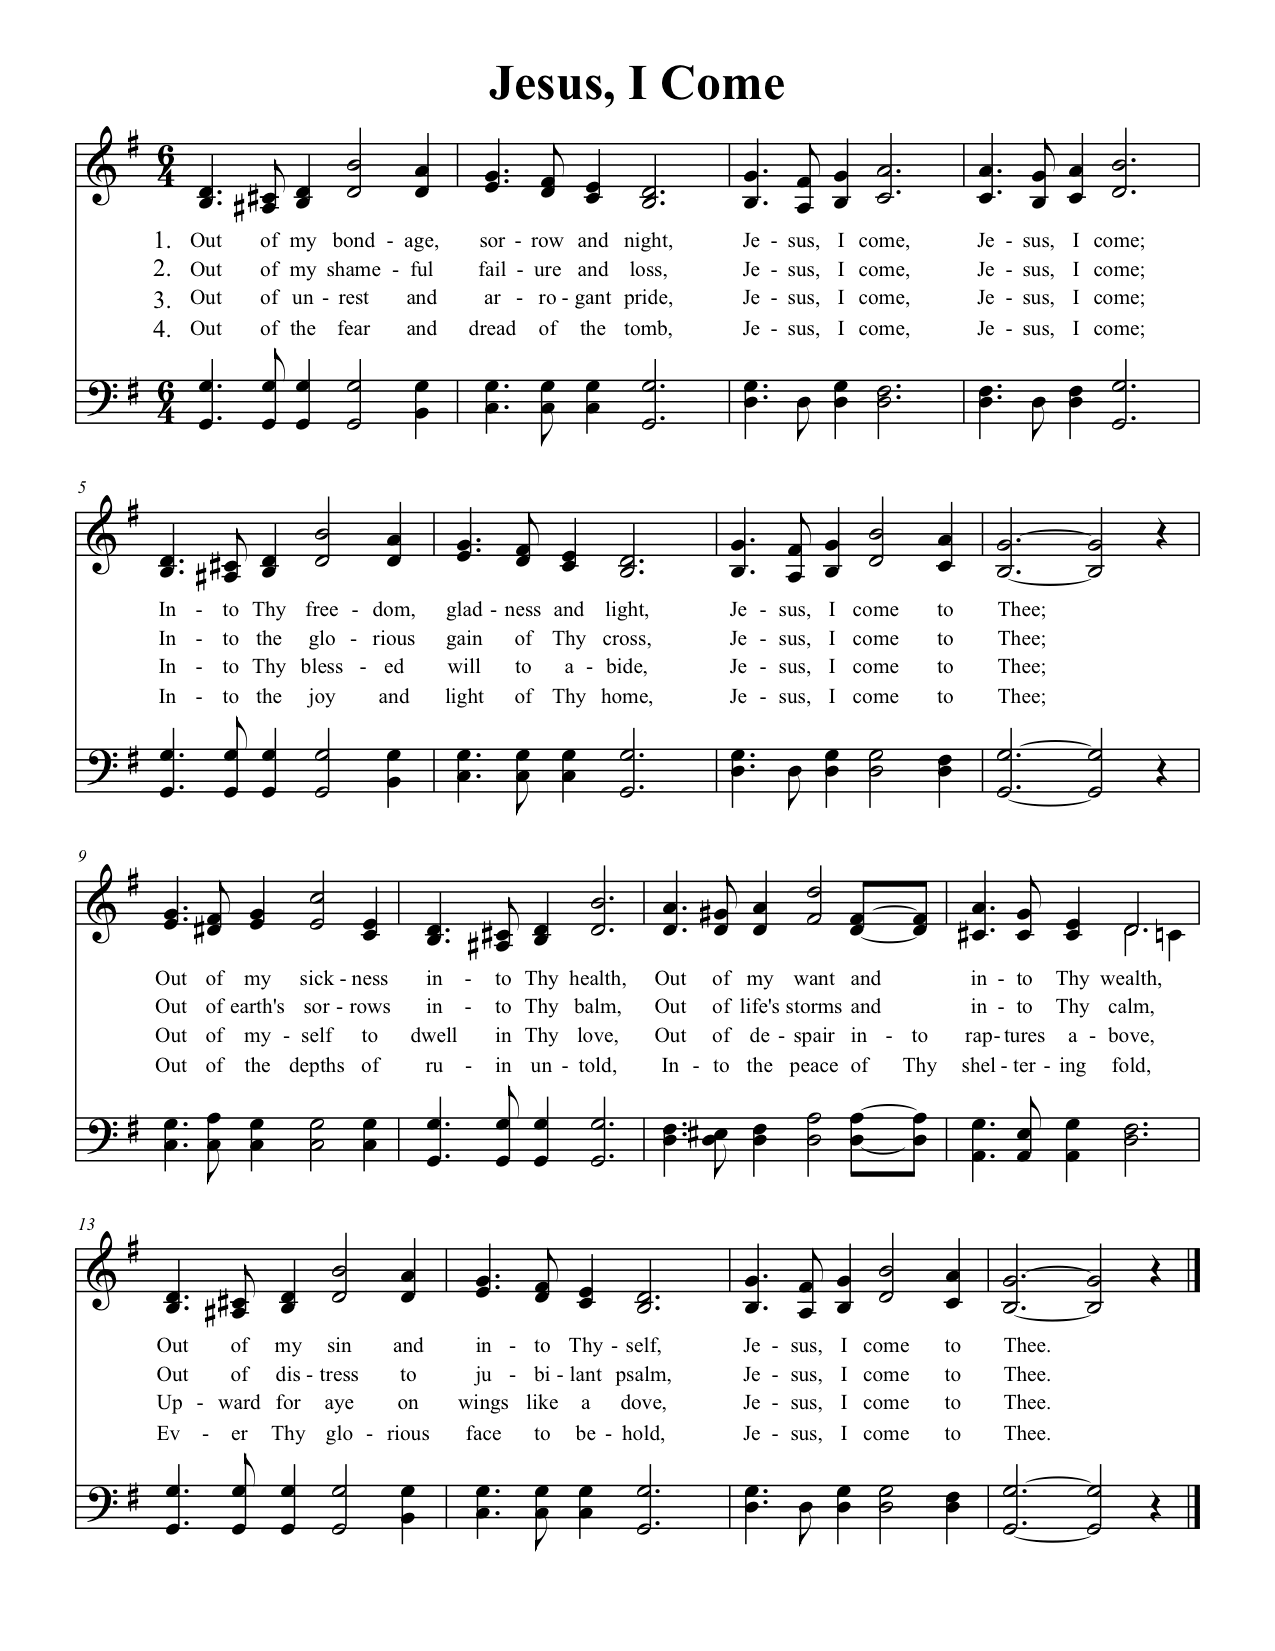 Jesus, I Come
6
4
1. Out of my bond - age, sor - row and night, Je - sus, I come, Je - sus, I come;
2. Out of my shame - ful fail - ure and loss, Je - sus, I come, Je - sus, I come;
3. Out of un - rest and ar - ro - gant pride, Je - sus, I come, Je - sus, I come;
4. Out of the fear and dread of the tomb, Je - sus, I come, Je - sus, I come;
6
4
5
In - to Thy free - dom, glad - ness and light, Je - sus, I come to Thee;
In - to the glo - rious gain of Thy cross, Je - sus, I come to Thee;
In - to Thy bless - ed will to a - bide, Je - sus, I come to Thee;
In - to the joy and light of Thy home, Je - sus, I come to Thee;
9
Out of my sick - ness in - to Thy health, Out of my want and in - to Thy wealth,
Out of earth's sor - rows in - to Thy balm, Out of life's storms and in - to Thy calm,
Out of my - self to dwell in Thy love, Out of de - spair in - to rap - tures a - bove,
Out of the depths of ru - in un - told, In - to the peace of Thy shel - ter - ing fold,
13
Out of my sin and in - to Thy - self, Je - sus, I come to Thee.
Out of dis - tress to ju - bi - lant psalm, Je - sus, I come to Thee.
Up - ward for aye on wings like a dove, Je - sus, I come to Thee.
Ev - er Thy glo - rious face to be - hold, Je - sus, I come to Thee.